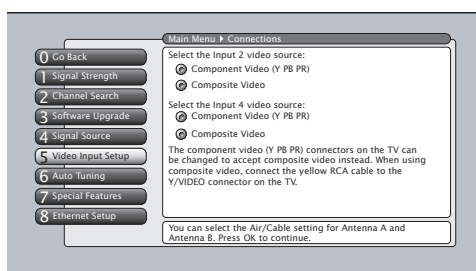 Main Menu ▸ Connections
0 Go Back
1 Signal Strength
2 Channel Search
3 Software Upgrade
4 Signal Source
5 Video Input Setup
6 Auto Tuning
7 Special Features
8 Ethernet Setup
Select the Input 2 video source:
Component Video (Y PB PR)
Composite Video
Select the Input 4 video source:
Component Video (Y PB PR)
Composite Video
The component video (Y PB PR) connectors on the TV can
be changed to accept composite video instead. When using
composite video, connect the yellow RCA cable to the
Y/VIDEO connector on the TV.
You can select the Air/Cable setting for Antenna A and
Antenna B. Press OK to continue.